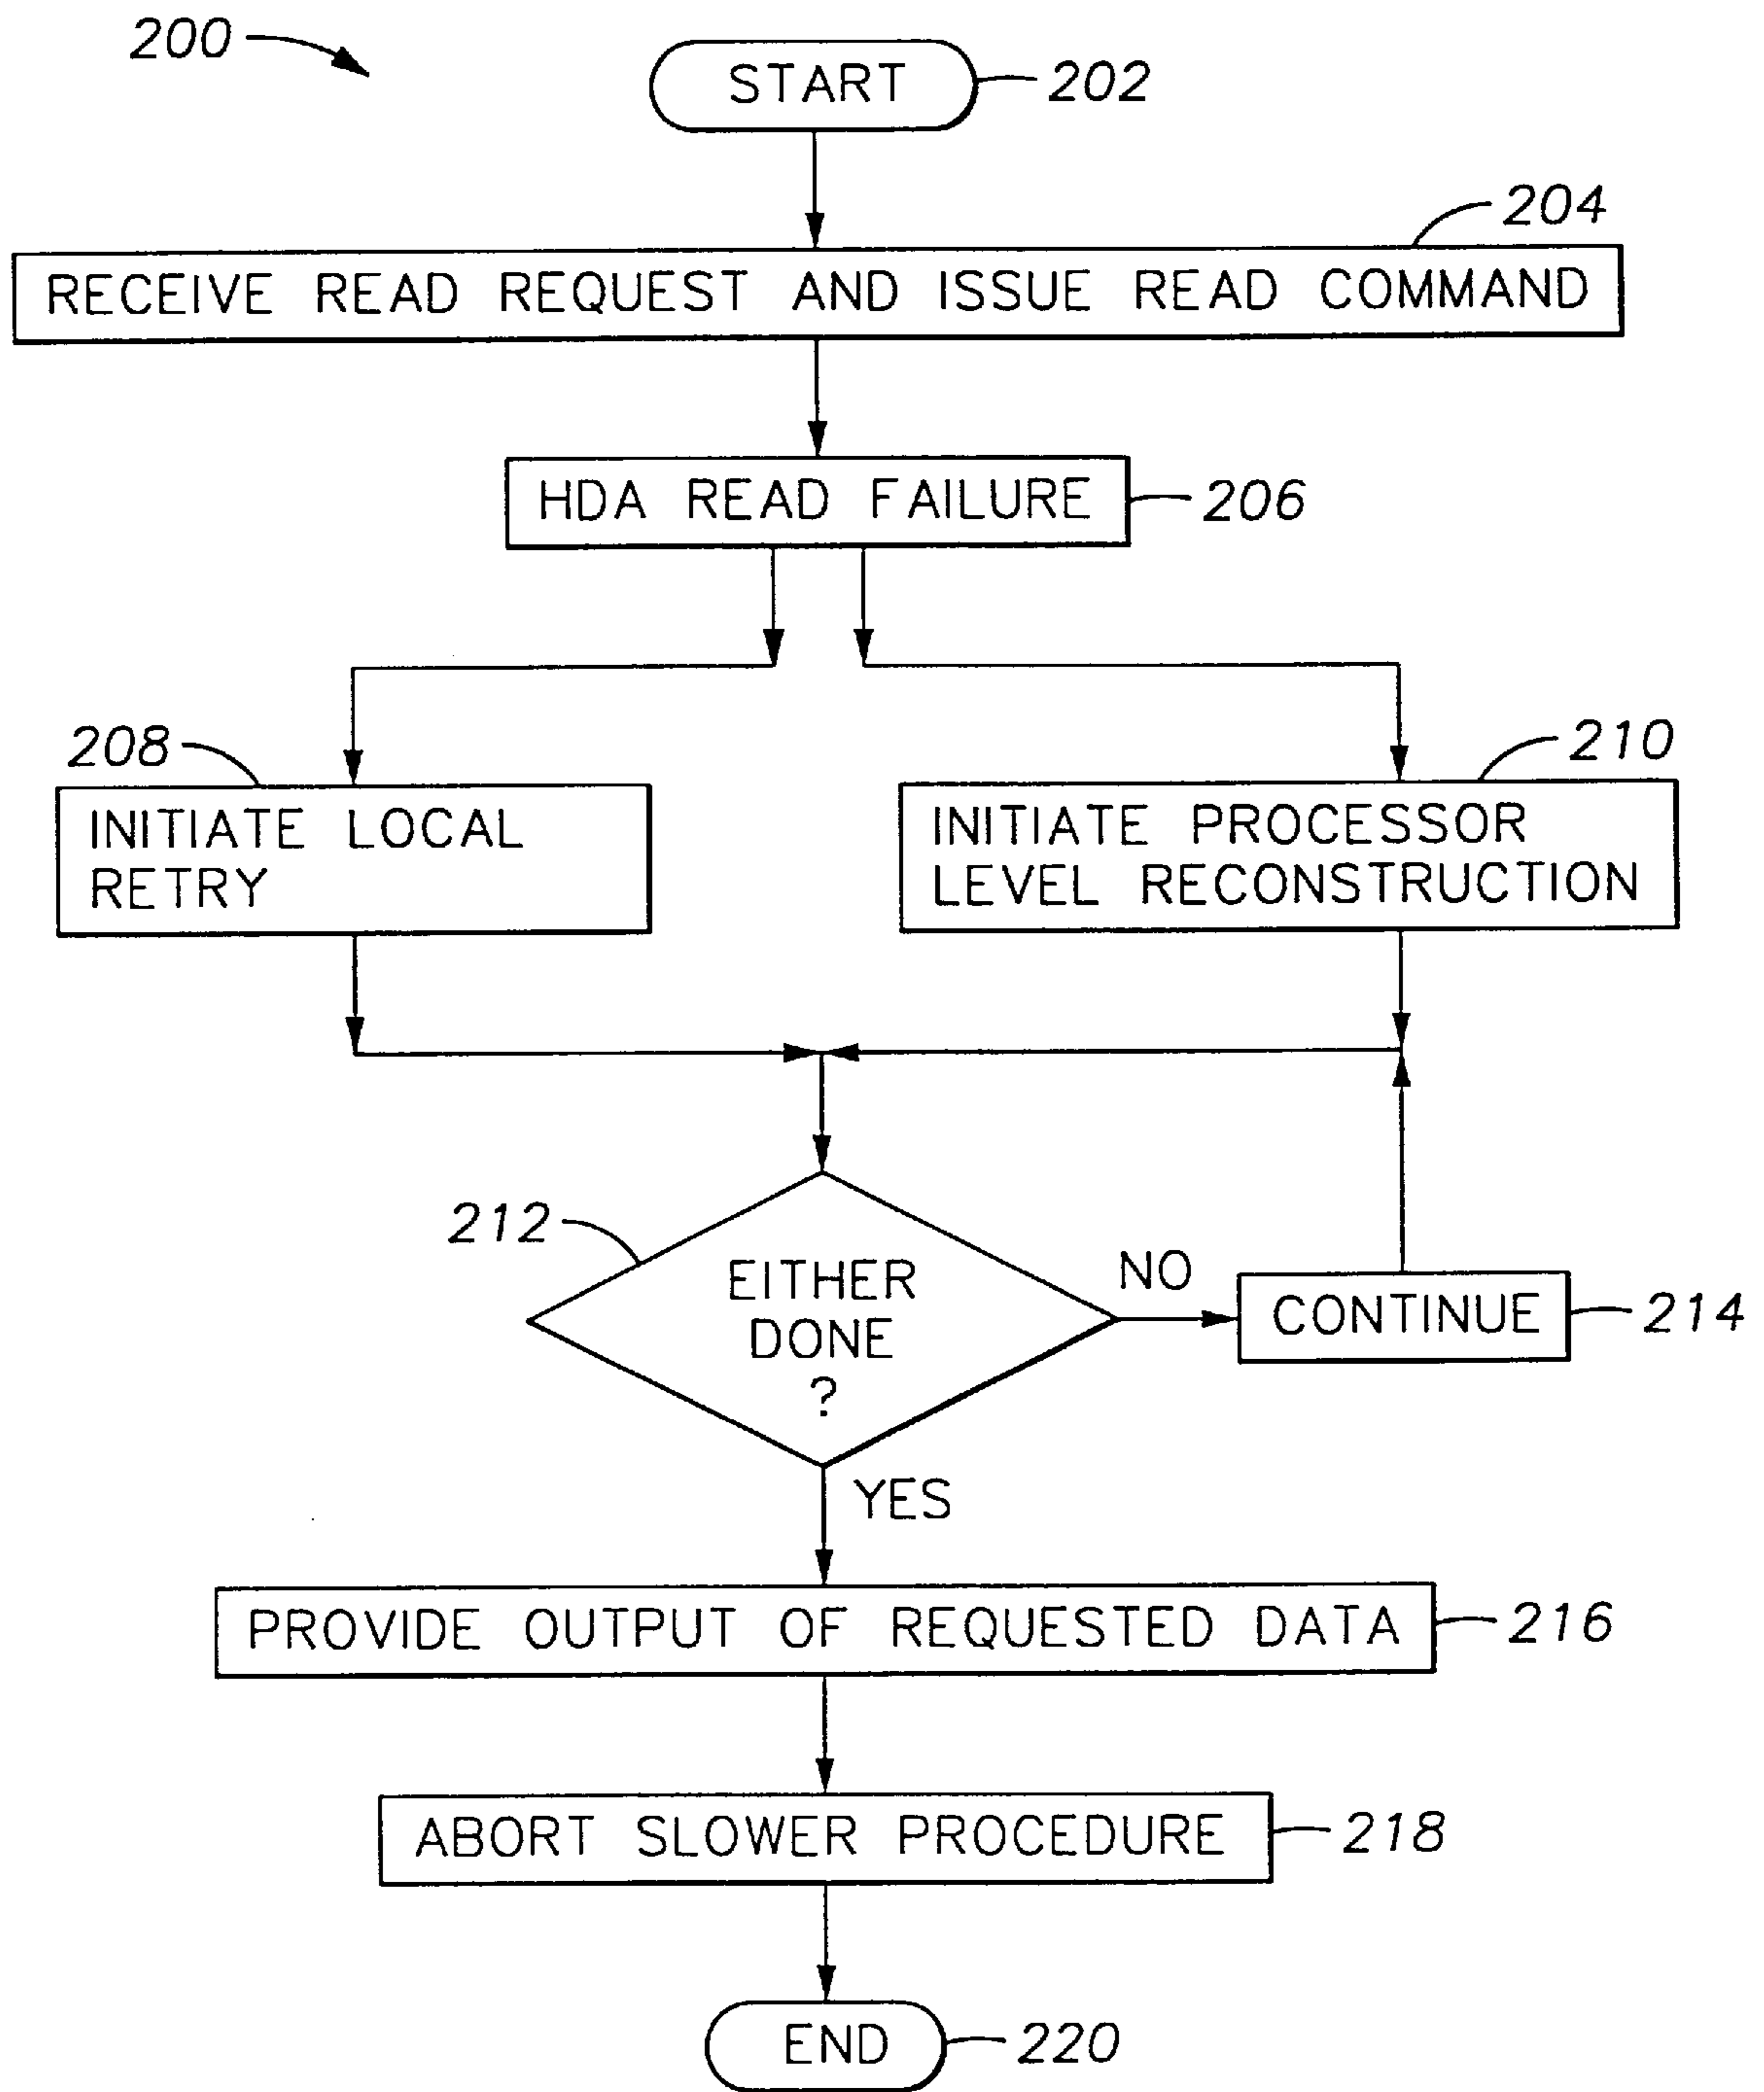 200
START
202
204
RECEIVE READ REQUEST AND ISSUE READ COMMAND
HDA READ FAILURE
206
208
210
INITIATE LOCAL
RETRY
INITIATE PROCESSOR
LEVEL RECONSTRUCTION
212
EITHER
DONE
?
NO
CONTINUE
214
YES
PROVIDE OUTPUT OF REQUESTED DATA
216
ABORT SLOWER PROCEDURE
218
END
220